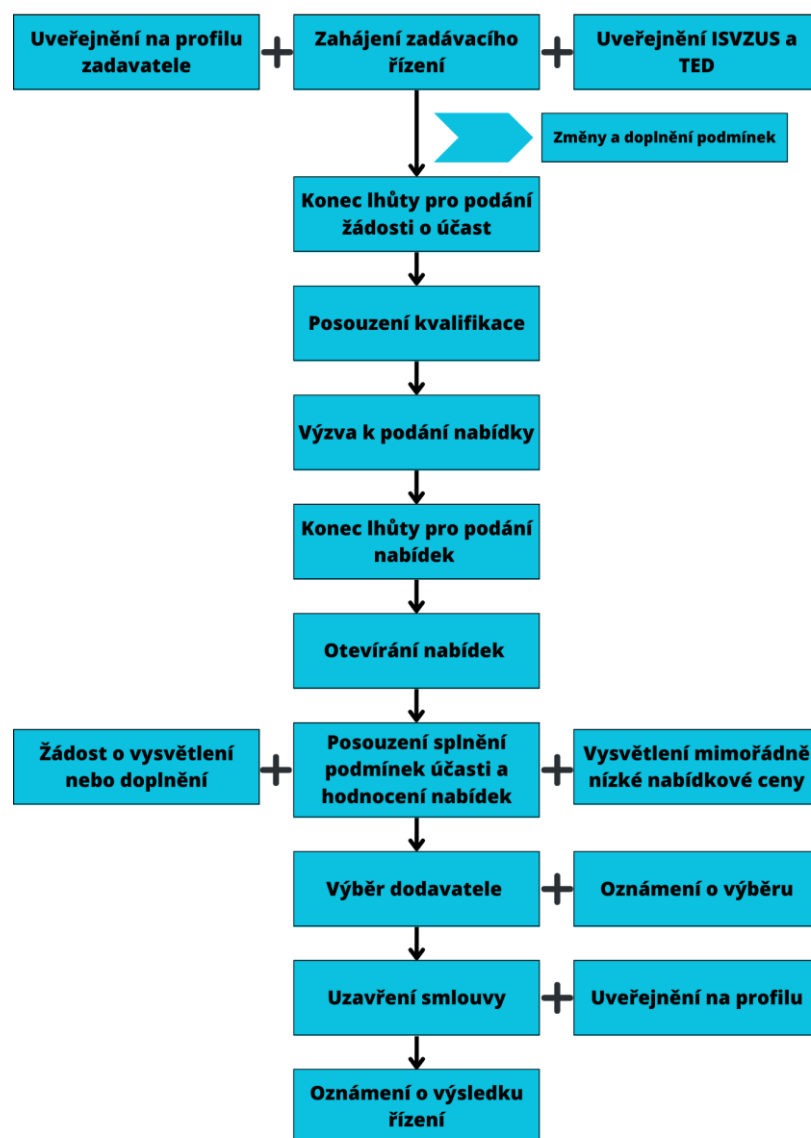 Uveřejnění na profilu
zadavatele
Zahájení zadávacího
řízení
Uveřejnění ISVZUS a
TED
Změny a doplnění podmínek
Konec lhůty pro podání
žádosti o účast
Posouzení kvalifikace
Výzva k podání nabídky
Konec lhůty pro podání
nabídek
Otevírání nabídek
Žádost o vysvětlení
nebo doplnění
Posouzení splnění
podmínek účasti a
hodnocení nabídek
Vysvětlení mimořádně
nízké nabídkové ceny
Výběr dodavatele
Oznámení o výběru
Uzavření smlouvy
Uveřejnění na profilu
Oznámení o výsledku
řízení